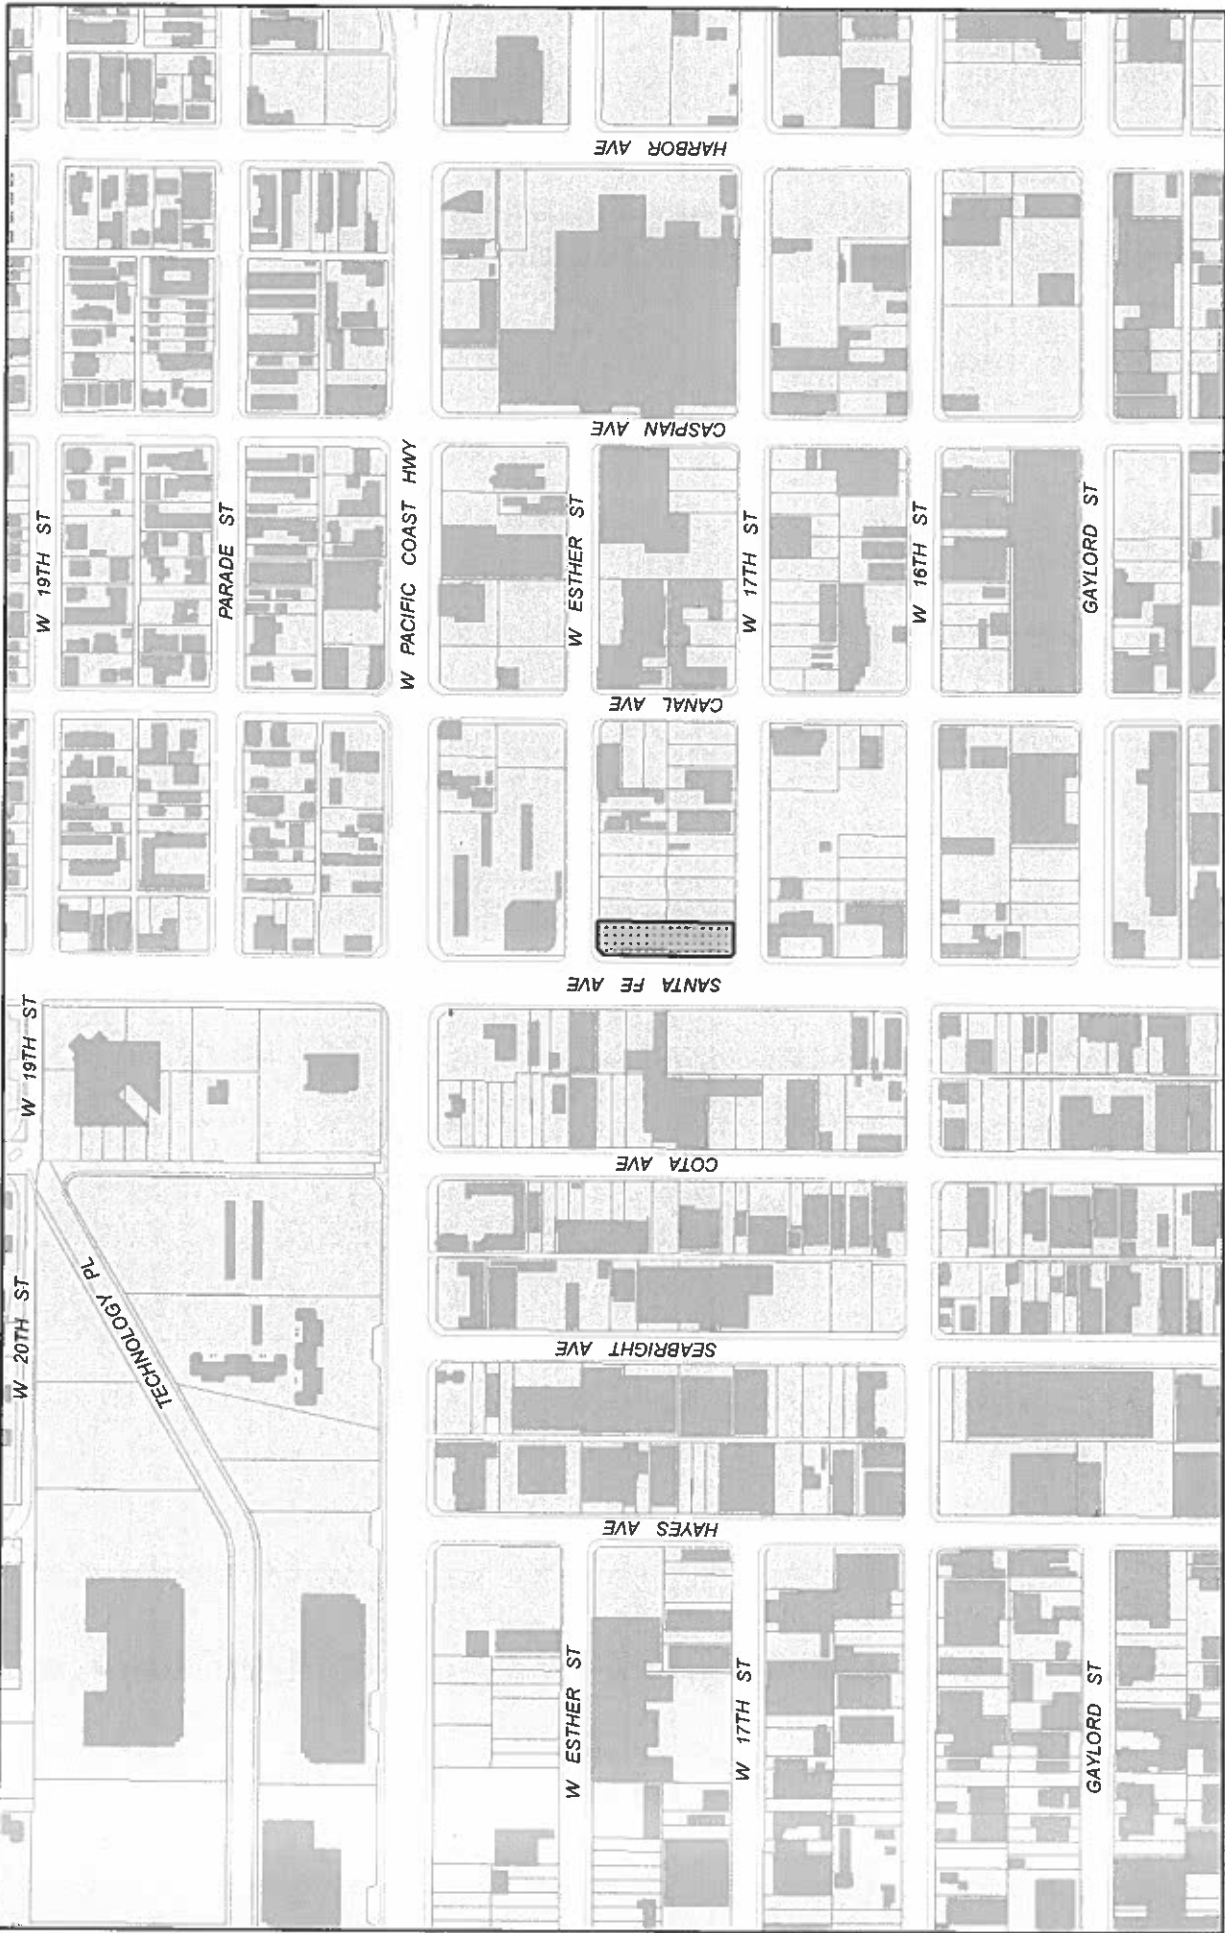 HARBOR AVE
CASPIAN AVE
W 19TH ST
PARADE ST
W PACIFIC COAST HWY
W ESTHER ST
W 17TH ST
W 16TH ST
GAYLORD ST
CANAL AVE
SANTA FE AVE
W 19TH ST
COTA AVE
W 20TH ST
TECHNOLOGY PL
SEABRIGHT AVE
HAYES AVE
W ESTHER ST
W 17TH ST
GAYLORD ST